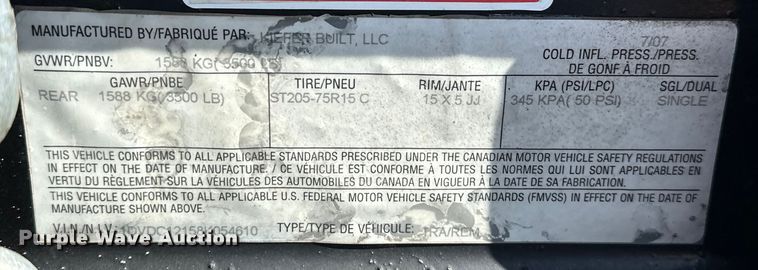 MANUFACTURED BY/FABRIQUÉ PAR: KIEFER BUILT, LLC 7/07
GVWR/PNBV: 1588 KG( 3500 LB) COLD INFL. PRESS./PRESS. DE GONF À FROID
GAWR/PNBE TIRE/PNEU RIM/JANTE KPA (PSI/LPC) SGL/DUAL
REAR 1588 KG( 3500 LB) ST205-75R15 C 15 X 5 JJ 345 KPA( 50 PSI) SINGLE
THIS VEHICLE CONFORMS TO ALL APPLICABLE STANDARDS PRESCRIBED UNDER THE CANADIAN MOTOR VEHICLE SAFETY REGULATIONS
IN EFFECT ON THE DATE OF MANUFACTURE. / CE VÉHICULE EST CONFORME À TOUTES LES NORMES QUI LUI SONT APPLICABLES EN
VERTU DU RÈGLEMENT SUR LA VÉHICULES DES AUTOMOBILES DU CANADA EN VIGUEUR À LA DATE DE SA FABRICATION.
THIS VEHICLE CONFORMS TO ALL APPLICABLE U.S. FEDERAL MOTOR VEHICLE SAFETY STANDARDS (FMVSS) IN EFFECT ON THE DATE OF
MANUFACTURE SHOWN ABOVE.
V.I.N./N.I.V.: TYPE/TYPE DE VÉHICULE: TRA/REM
Purple Wave Auction